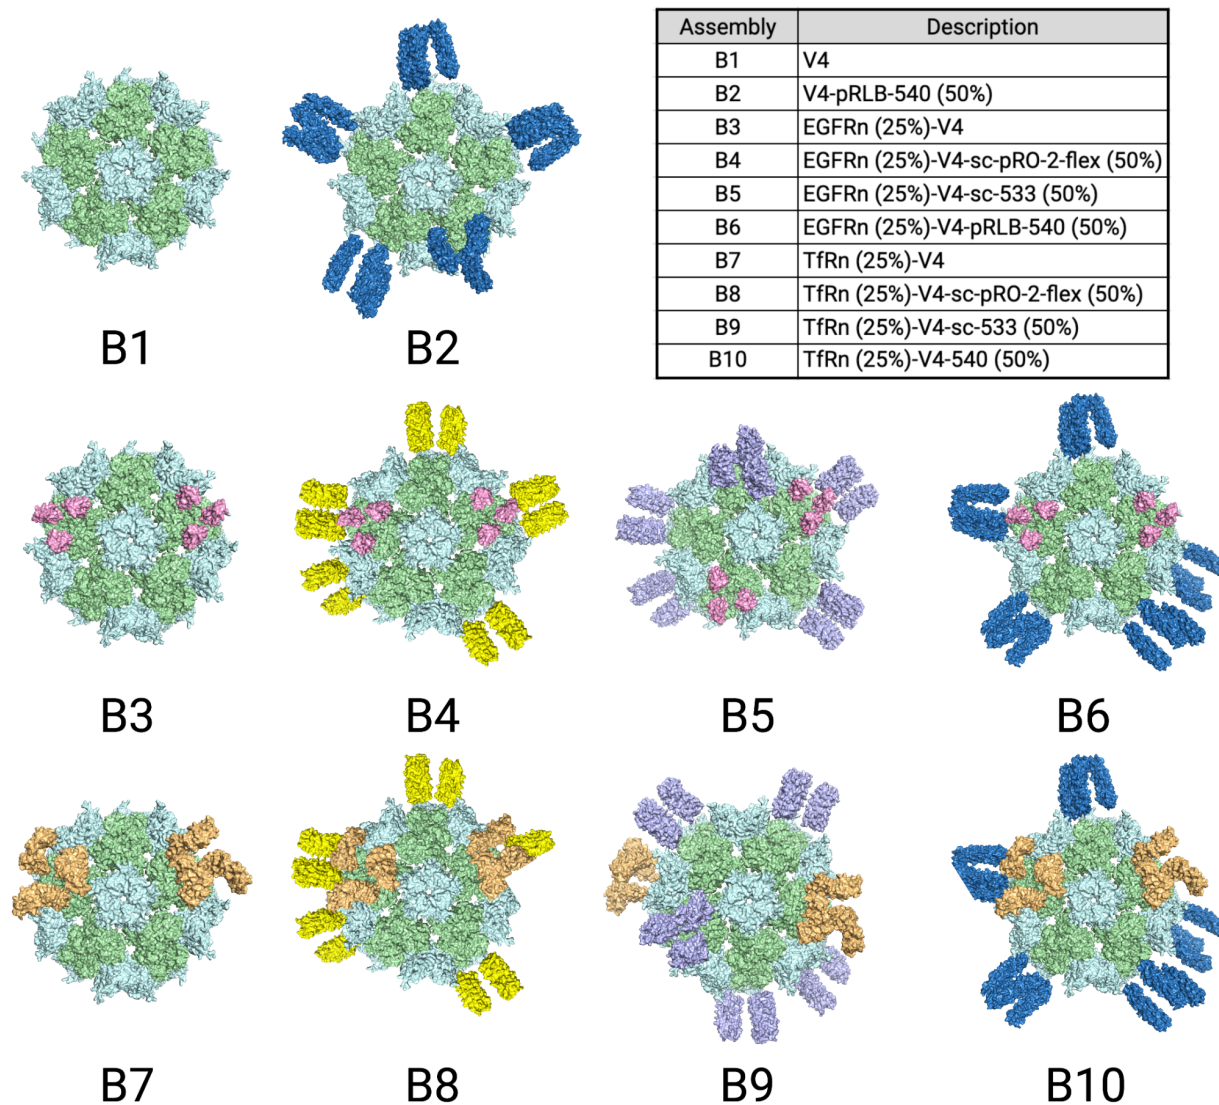 Assembly Description
B1 V4
B2 V4-pRLB-540 (50%)
B3 EGFRn (25%)-V4
B4 EGFRn (25%)-V4-sc-pRO-2-flex (50%)
B5 EGFRn (25%)-V4-sc-533 (50%)
B6 EGFRn (25%)-V4-pRLB-540 (50%)
B7 TfRn (25%)-V4
B8 TfRn (25%)-V4-sc-pRO-2-flex (50%)
B9 TfRn (25%)-V4-sc-533 (50%)
B10 TfRn (25%)-V4-540 (50%)
B1 B2
B3 B4 B5 B6
B7 B8 B9 B10